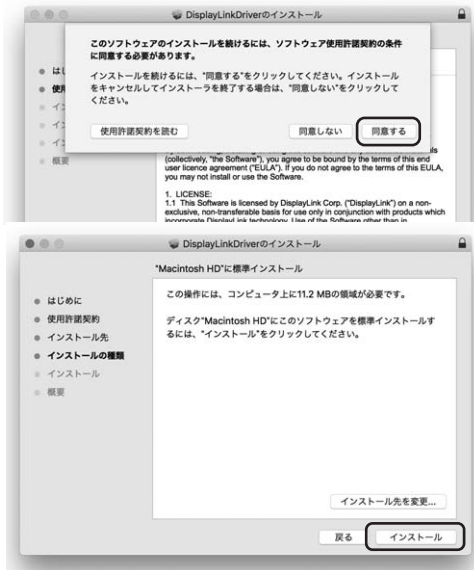 DisplayLinkDriverのインストール
このソフトウェアのインストールを続けるには、ソフトウェア使用許諾契約の条件
に同意する必要があります。
インストールを続けるには、"同意する"をクリックしてください。インストール
をキャンセルしてインストーラを終了する場合は、"同意しない"をクリックして
ください。
使用許諾契約を読む
同意しない
同意する
概要
(collectively, "the Software"), you agree to be bound by the terms of this end
user licence agreement ("EULA"). If you do not agree to the terms of this EULA,
you may not install or use the Software.
1. LICENSE:
1.1 This Software is licensed by DisplayLink Corp. ("DisplayLink") on a non-
exclusive, non-transferable basis for use only in conjunction with products which
DisplayLinkDriverのインストール
"Macintosh HD"に標準インストール
はじめに
使用許諾契約
インストール先
インストールの種類
インストール
概要
この操作には、コンピュータ上に11.2 MBの領域が必要です。
ディスク"Macintosh HD"にこのソフトウェアを標準インストールす
るには、"インストール"をクリックしてください。
インストール先を変更...
戻る
インストール